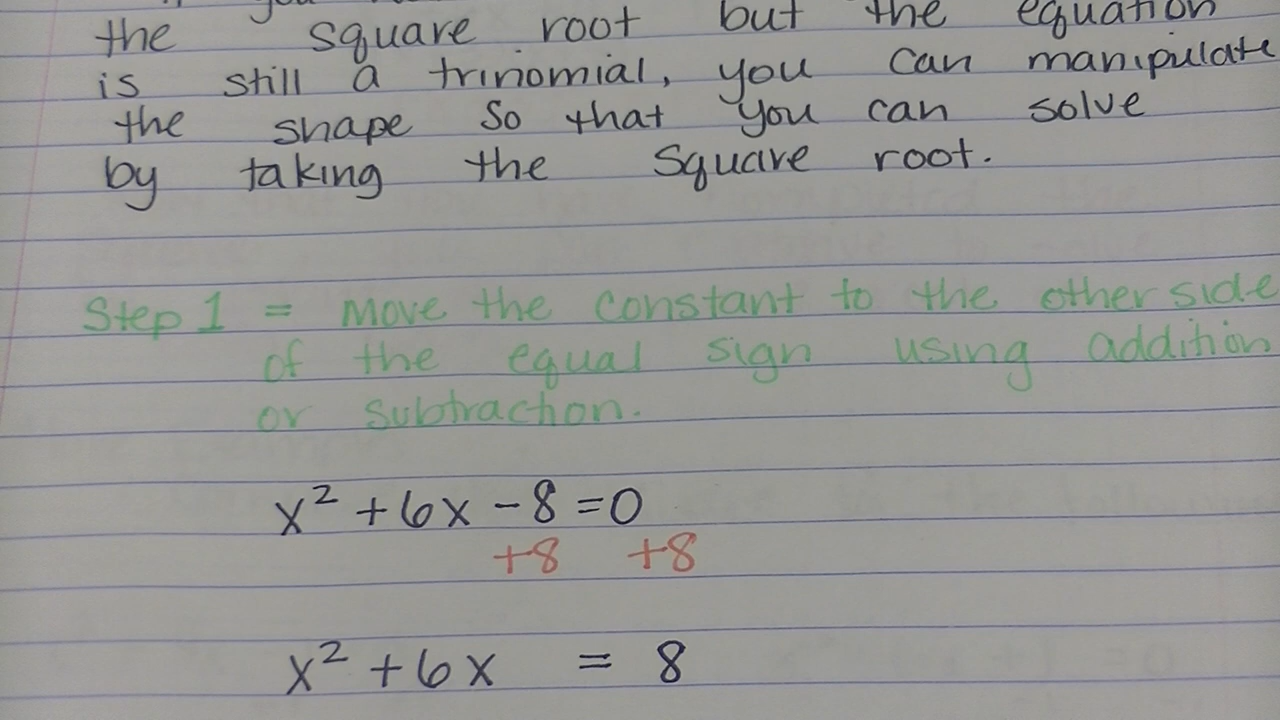 you
the square root but the equation
is still a trinomial, you can manipulate
the shape so that you can solve
by taking the square root.
Step 1 = Move the constant to the other side
of the equal sign using addition
or subtraction.
x² + 6x - 8 = 0
+8 +8
x² + 6x = 8